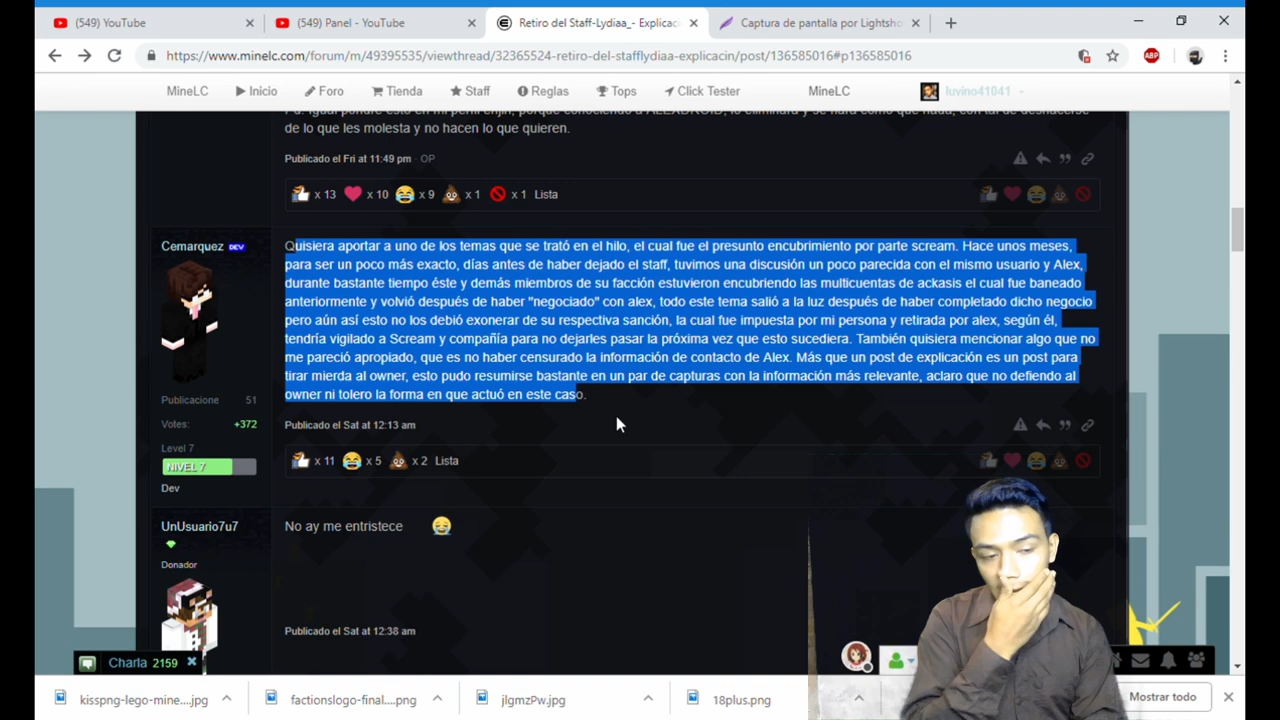 (549) YouTube
(549) Panel - YouTube
Retiro del Staff-Lydiaa_- Explicac
Captura de pantalla por Lightsho
https://www.minelc.com/forum/m/49395535/viewthread/32365524-retiro-del-stafflydiaa-explicacin/post/136585016#p136585016
ABP
MineLC
Inicio
Foro
Tienda
Staff
Reglas
Tops
Click Tester
MineLC
luvino41041
de lo que les molesta y no hacen lo que quieren.
Publicado el Fri at 11:49 pm - OP
x 13 x 10 x 9 x 1 x 1 Lista
Cemarquez DEV
Quisiera aportar a uno de los temas que se trató en el hilo, el cual fue el presunto encubrimiento por parte scream. Hace unos meses,
para ser un poco más exacto, días antes de haber dejado el staff, tuvimos una discusión un poco parecida con el mismo usuario y Alex,
durante bastante tiempo éste y demás miembros de su facción estuvieron encubriendo las multicuentas de ackasis el cual fue baneado
anteriormente y volvió después de haber "negociado" con alex, todo este tema salió a la luz después de haber completado dicho negocio
pero aún así esto no los debió exonerar de su respectiva sanción, la cual fue impuesta por mi persona y retirada por alex, según él,
tendría vigilado a Scream y compañía para no dejarles pasar la próxima vez que esto sucediera. También quisiera mencionar algo que no
me pareció apropiado, que es no haber censurado la información de contacto de Alex. Más que un post de explicación es un post para
tirar mierda al owner, esto pudo resumirse bastante en un par de capturas con la información más relevante, aclaro que no defiendo al
owner ni tolero la forma en que actuó en este caso.
Publicacione 51
Votes: +372
Level 7
NIVEL 7
Dev
Publicado el Sat at 12:13 am
x 11 x 5 x 2 Lista
UnUsuario7u7
No ay me entristece
Donador
Publicado el Sat at 12:38 am
Charla 2159
kisspng-lego-mine....jpg
factionslogo-final....png
jlgmzPw.jpg
18plus.png
Mostrar todo